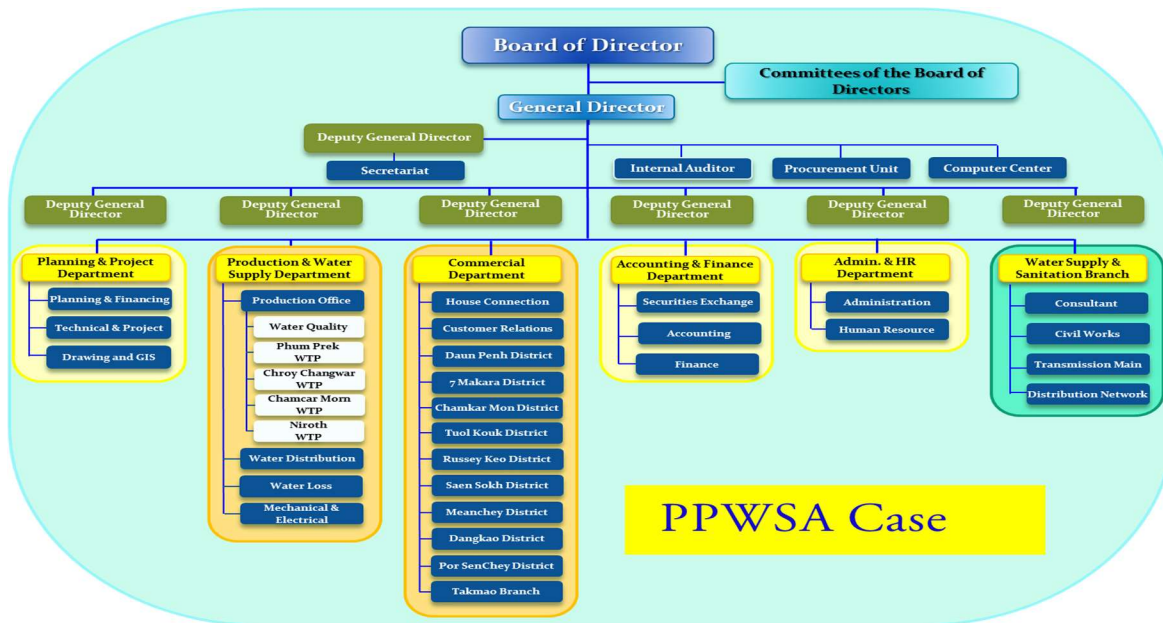 Board of Director
Committees of the Board of
Directors
General Director
Deputy General Director
Secretariat
Internal Auditor
Procurement Unit
Computer Center
Deputy General
Director
Deputy General
Director
Deputy General
Director
Deputy General
Director
Deputy General
Director
Deputy General
Director
Planning & Project
Department
Planning & Financing
Technical & Project
Drawing and GIS
Production & Water
Supply Department
Production Office
Water Quality
Phum Prek
WTP
Chroy Changwar
WTP
Chamcar Morn
WTP
Niroth
WTP
Water Distribution
Water Loss
Mechanical &
Electrical
Commercial
Department
House Connection
Customer Relations
Daun Penh District
7 Makara District
Chamkar Mon District
Tuol Kouk District
Russey Keo District
Saen Sokh District
Meanchey District
Dangkao District
Por SenChey District
Takmao Branch
Accounting & Finance
Department
Securities Exchange
Accounting
Finance
Admin. & HR
Department
Administration
Human Resource
Water Supply &
Sanitation Branch
Consultant
Civil Works
Transmission Main
Distribution Network
PPWSA Case